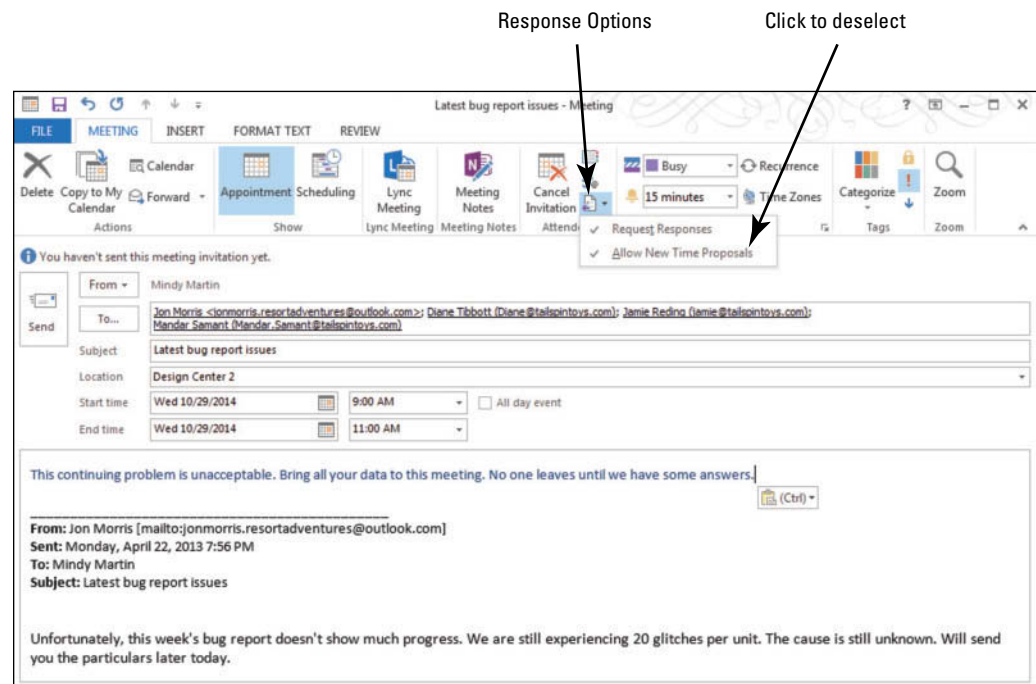 Response Options
Click to deselect
Latest bug report issues - Meeting
FILE
MEETING
INSERT
FORMAT TEXT
REVIEW
Delete
Copy to My Calendar
Calendar
Forward
Actions
Appointment
Scheduling
Show
Lync Meeting
Lync Meeting
Meeting Notes
Meeting Notes
Cancel Invitation
Attend
Busy
15 minutes
Recurrence
Time Zones
Request Responses
Allow New Time Proposals
Categorize
Tags
Zoom
Zoom
You haven't sent this meeting invitation yet.
Send
From
Mindy Martin
To...
Jon Morris <jonmorris.resortadventures@outlook.com>; Diane Tibbott (Diane@tailspintoys.com); Jamie Reding (jamie@tailspintoys.com);
Mandar Samant (Mandar.Samant@tailspintoys.com)
Subject
Latest bug report issues
Location
Design Center 2
Start time
Wed 10/29/2014
9:00 AM
All day event
End time
Wed 10/29/2014
11:00 AM
This continuing problem is unacceptable. Bring all your data to this meeting. No one leaves until we have some answers.
(Ctrl)
From: Jon Morris [mailto:jonmorris.resortadventures@outlook.com]
Sent: Monday, April 22, 2013 7:56 PM
To: Mindy Martin
Subject: Latest bug report issues
Unfortunately, this week's bug report doesn't show much progress. We are still experiencing 20 glitches per unit. The cause is still unknown. Will send
you the particulars later today.